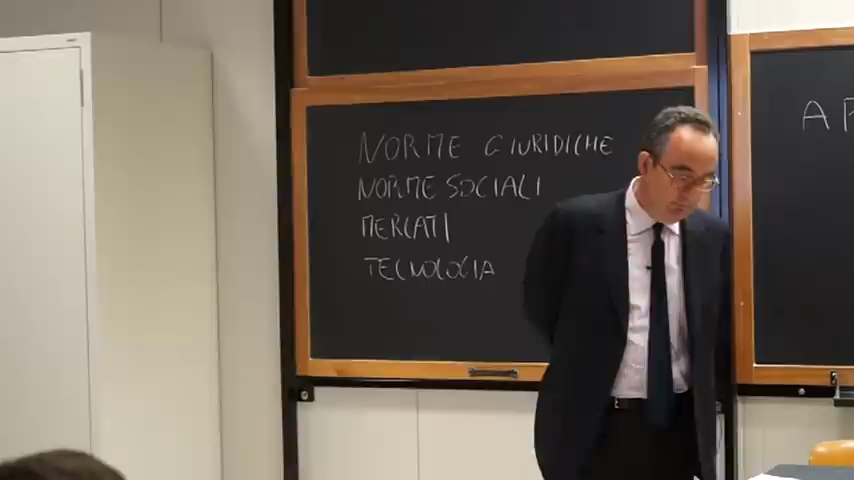 NORME GIURIDICHE
NORME SOCIALI
MERCATI
TECNOLOGIA